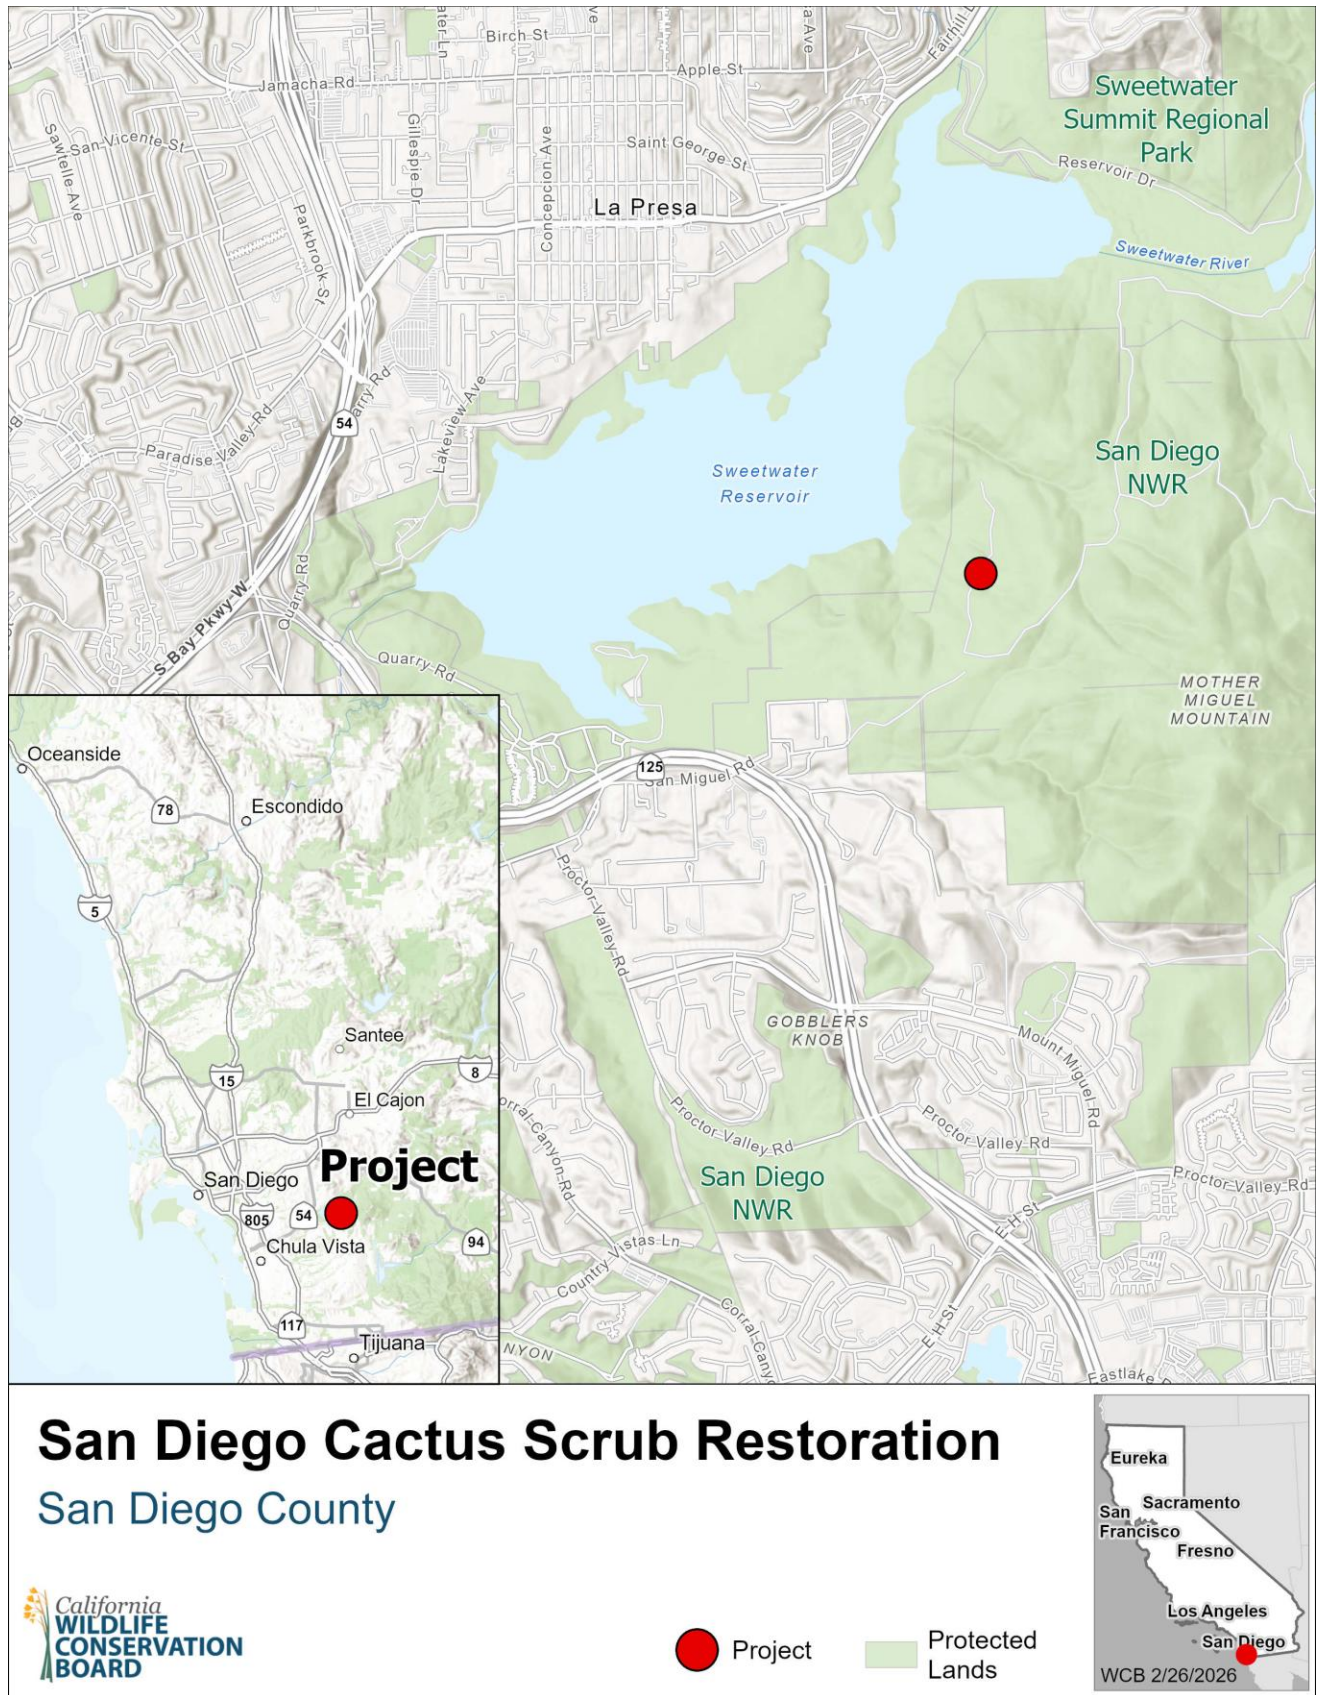 Birch St
Jamacha Rd
Apple St
Fairhill
San Vicente St
Sawtelle Ave
Gillespie Dr
Concepcion Ave
Saint George St
Parkbrook St
La Presa
Sweetwater
Summit Regional
Park
Reservoir Dr
Sweetwater River
54
Quarry Rd
Lakeview Ave
Paradise Valley Rd
Sweetwater
Reservoir
San Diego
NWR
S Bay Pkwy W
Quarry Rd
MOTHER
MIGUEL
MOUNTAIN
125
San Miguel Rd
Proctor Valley Rd
GOBBLERS
KNOB
Mount Miguel Rd
Proctor Valley Rd
Proctor Valley Rd
Proctor Valley Rd
San Diego
NWR
E H St
E H St
Corral Canyon Rd
Country Vistas Ln
Corral Canyo
NYON
Eastlake
Oceanside
78
Escondido
5
Santee
15
8
El Cajon
Project
San Diego
54
805
94
Chula Vista
117
Tijuana
San Diego Cactus Scrub Restoration
San Diego County
California
WILDLIFE
CONSERVATION
BOARD
Project
Protected
Lands
Eureka
Sacramento
San
Francisco
Fresno
Los Angeles
San Diego
WCB 2/26/2026